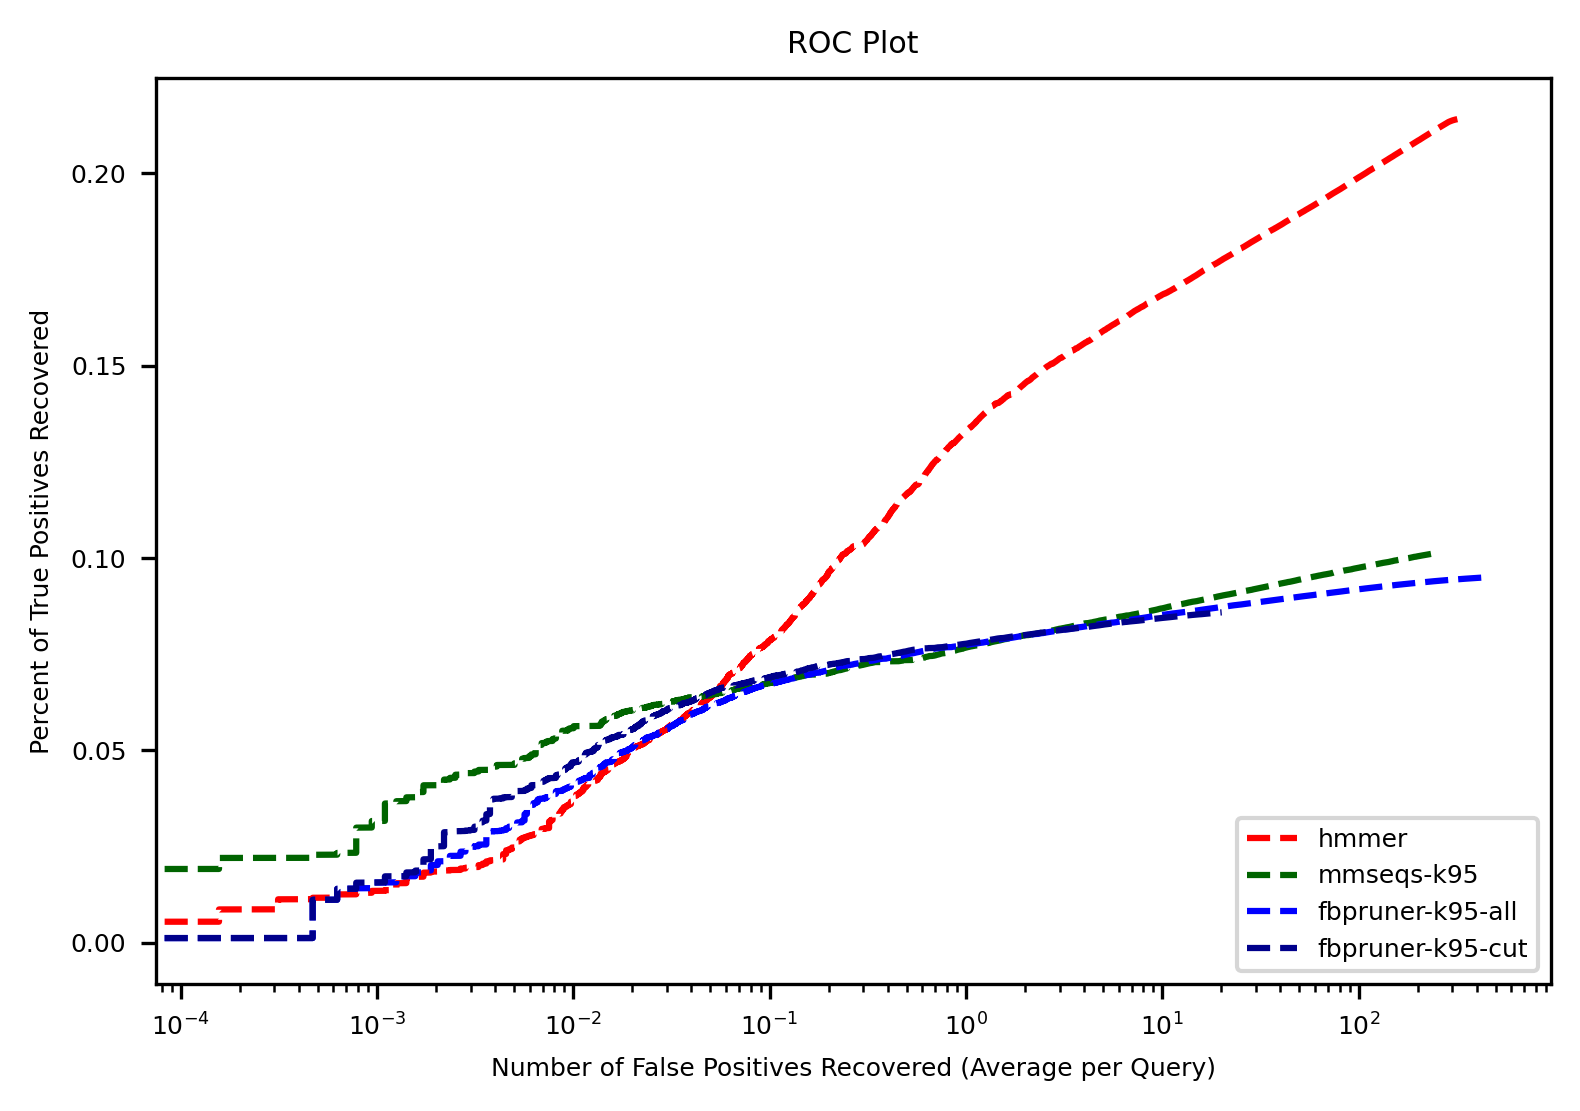 ROC Plot
Percent of True Positives Recovered
0.20
0.15
0.10
0.05
0.00
hmmer
mmseqs-k95
fbpruner-k95-all
fbpruner-k95-cut
10⁻⁴ 10⁻³ 10⁻² 10⁻¹ 10⁰ 10¹ 10²
Number of False Positives Recovered (Average per Query)